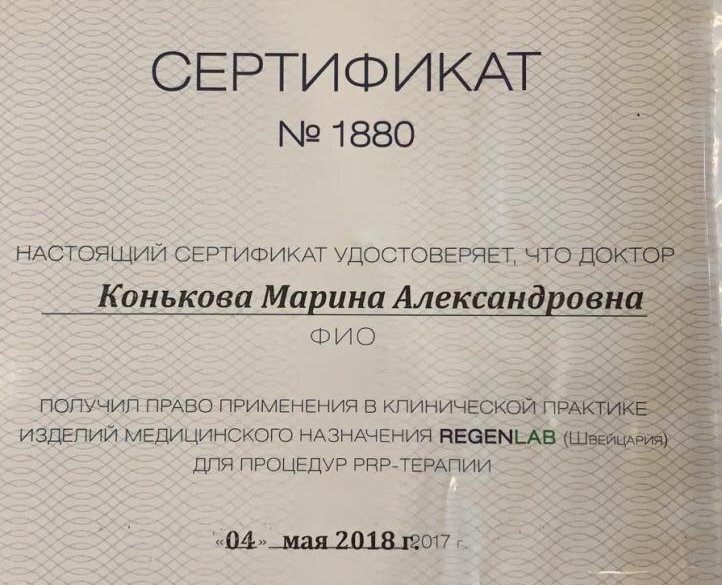 СЕРТИФИКАТ
№ 1880
НАСТОЯЩИЙ СЕРТИФИКАТ УДОСТОВЕРЯЕТ, ЧТО ДОКТОР
Конькова Марина Александровна
ФИО
ПОЛУЧИЛ ПРАВО ПРИМЕНЕНИЯ В КЛИНИЧЕСКОЙ ПРАКТИКЕ
ИЗДЕЛИЙ МЕДИЦИНСКОГО НАЗНАЧЕНИЯ REGENLAB (ШВЕЙЦАРИЯ)
ДЛЯ ПРОЦЕДУР PRP-ТЕРАПИИ
«04» мая 2018 г. 2017 г.